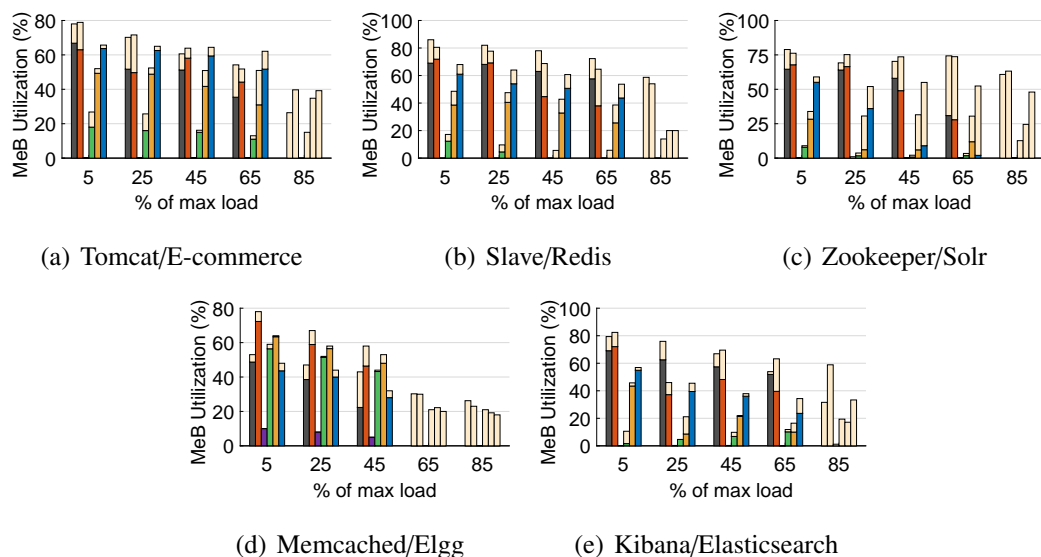 MeB Utilization (%)
80
60
40
20
0
5 25 45 65 85
% of max load
(a) Tomcat/E-commerce
MeB Utilization (%)
100
80
60
40
20
0
5 25 45 65 85
% of max load
(b) Slave/Redis
MeB Utilization (%)
100
75
50
25
0
5 25 45 65 85
% of max load
(c) Zookeeper/Solr
MeB Utilization (%)
80
60
40
20
0
5 25 45 65 85
% of max load
(d) Memcached/Elgg
MeB Utilization (%)
100
80
60
40
20
0
5 25 45 65 85
% of max load
(e) Kibana/Elasticsearch